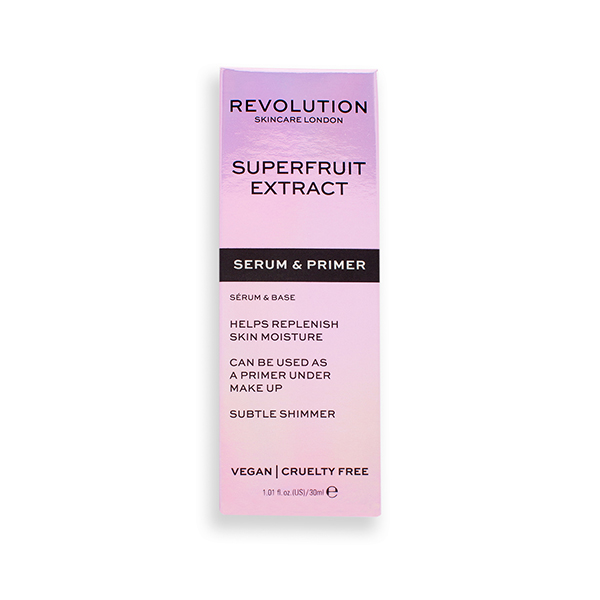 REVOLUTION
SKINCARE LONDON
SUPERFRUIT
EXTRACT
SERUM & PRIMER
SÉRUM & BASE
HELPS REPLENISH
SKIN MOISTURE
CAN BE USED AS
A PRIMER UNDER
MAKE UP
SUBTLE SHIMMER
VEGAN | CRUELTY FREE
1.01 fl.oz.(US)/30ml ℮